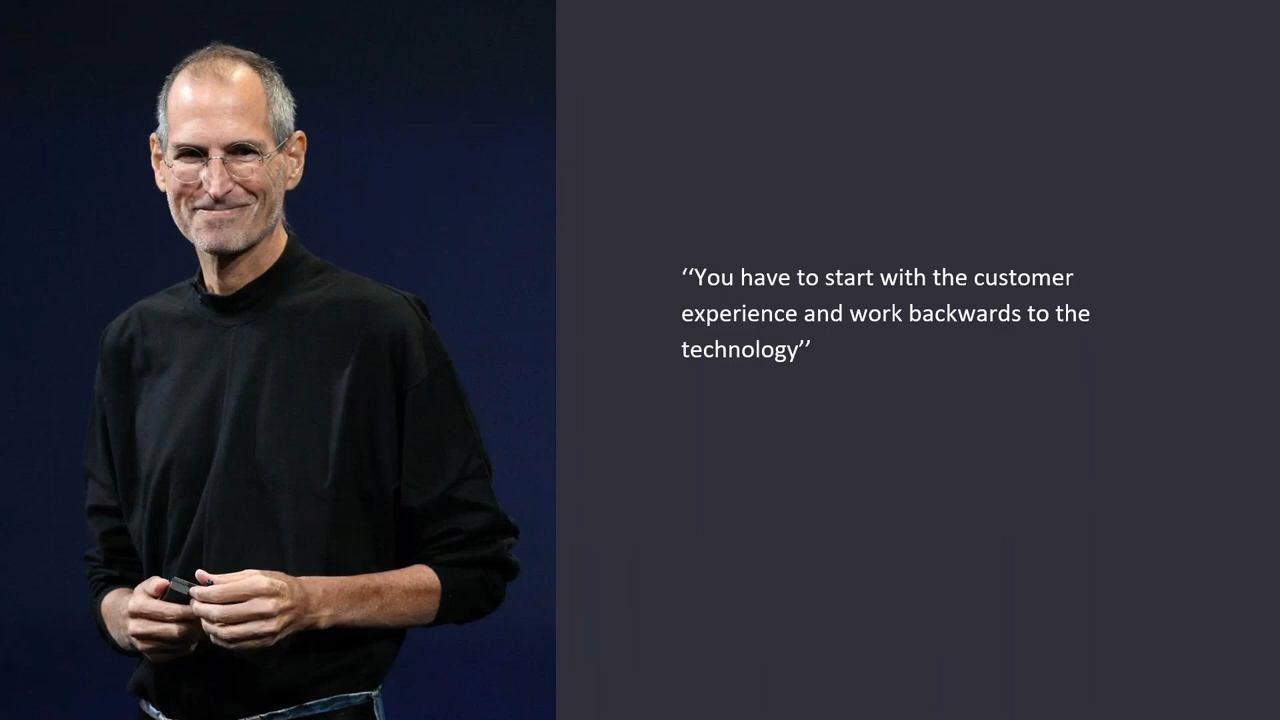 ‘‘You have to start with the customer
experience and work backwards to the
technology’’